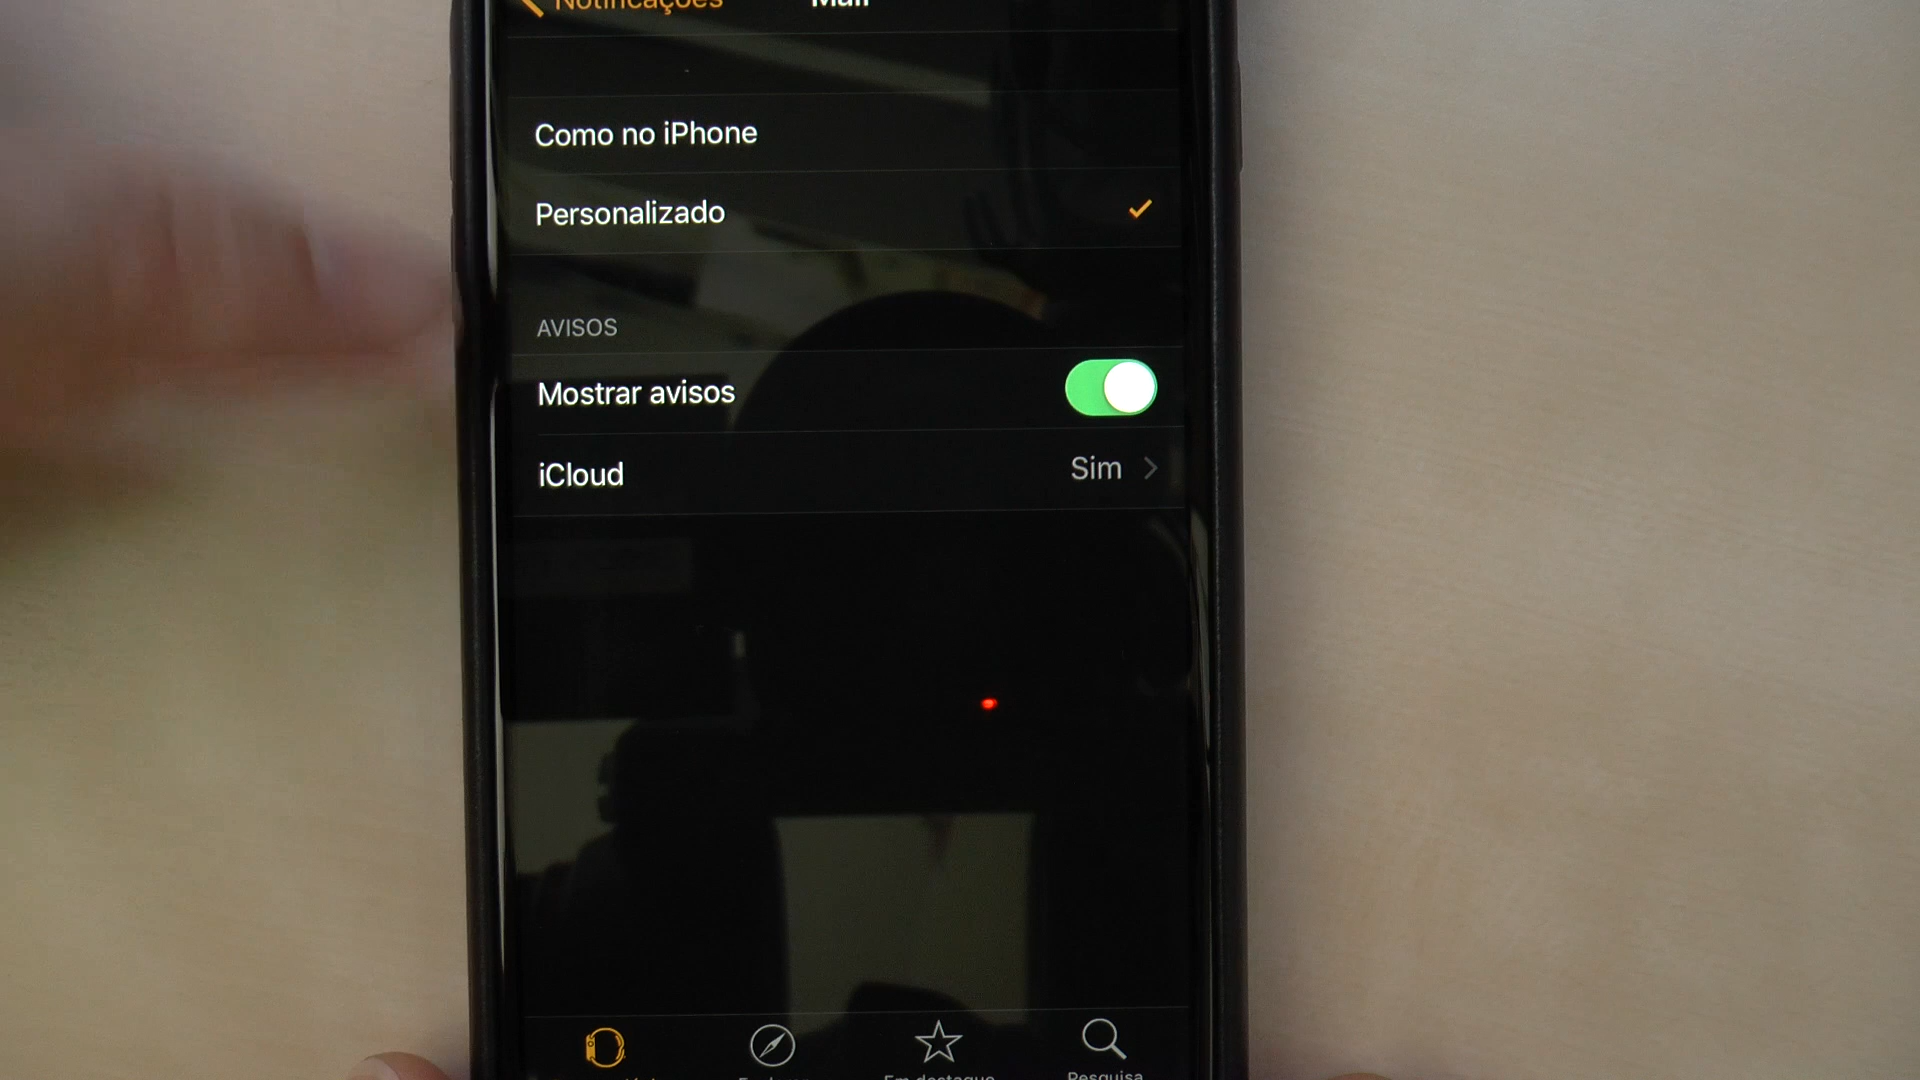 Notificações Mail
Como no iPhone
Personalizado
AVISOS
Mostrar avisos
iCloud Sim
Em destaque Pesquisa